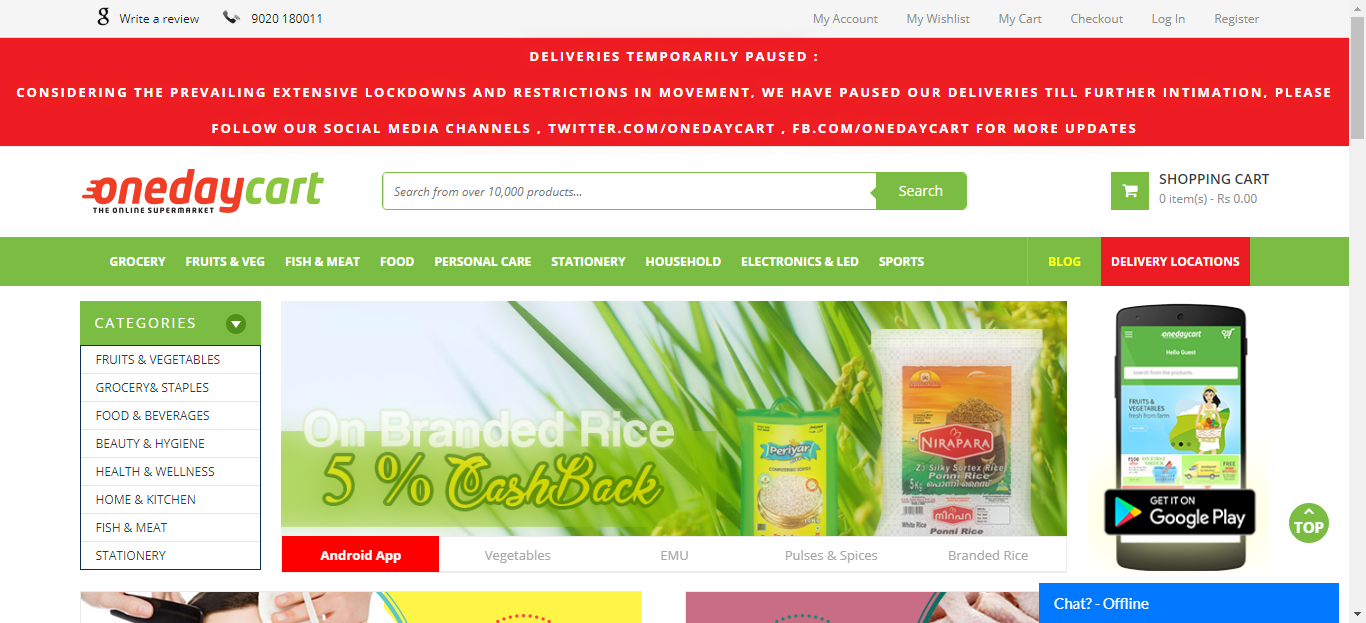 Write a review 9020 180011 My Account My Wishlist My Cart Checkout Log In Register
DELIVERIES TEMPORARILY PAUSED :
CONSIDERING THE PREVAILING EXTENSIVE LOCKDOWNS AND RESTRICTIONS IN MOVEMENT, WE HAVE PAUSED OUR DELIVERIES TILL FURTHER INTIMATION, PLEASE
FOLLOW OUR SOCIAL MEDIA CHANNELS , TWITTER.COM/ONEDAYCART , FB.COM/ONEDAYCART FOR MORE UPDATES
onedaycart
THE ONLINE SUPERMARKET
Search from over 10,000 products...
Search
SHOPPING CART
0 item(s) - Rs 0.00
GROCERY FRUITS & VEG FISH & MEAT FOOD PERSONAL CARE STATIONERY HOUSEHOLD ELECTRONICS & LED SPORTS BLOG DELIVERY LOCATIONS
CATEGORIES
FRUITS & VEGETABLES
GROCERY& STAPLES
FOOD & BEVERAGES
BEAUTY & HYGIENE
HEALTH & WELLNESS
HOME & KITCHEN
FISH & MEAT
STATIONERY
On Branded Rice
5 % CashBack
Periyar
NIRAPARA
Silky Sortex Rice
Ponni Rice
5Kg
White Rice
Ponni Rice
Android App Vegetables EMU Pulses & Spices Branded Rice
onedaycart
Hello Guest
search from the products..
FRUITS &
VEGETABLES
fresh from farm
GET IT ON
Google Play
TOP
Chat? - Offline